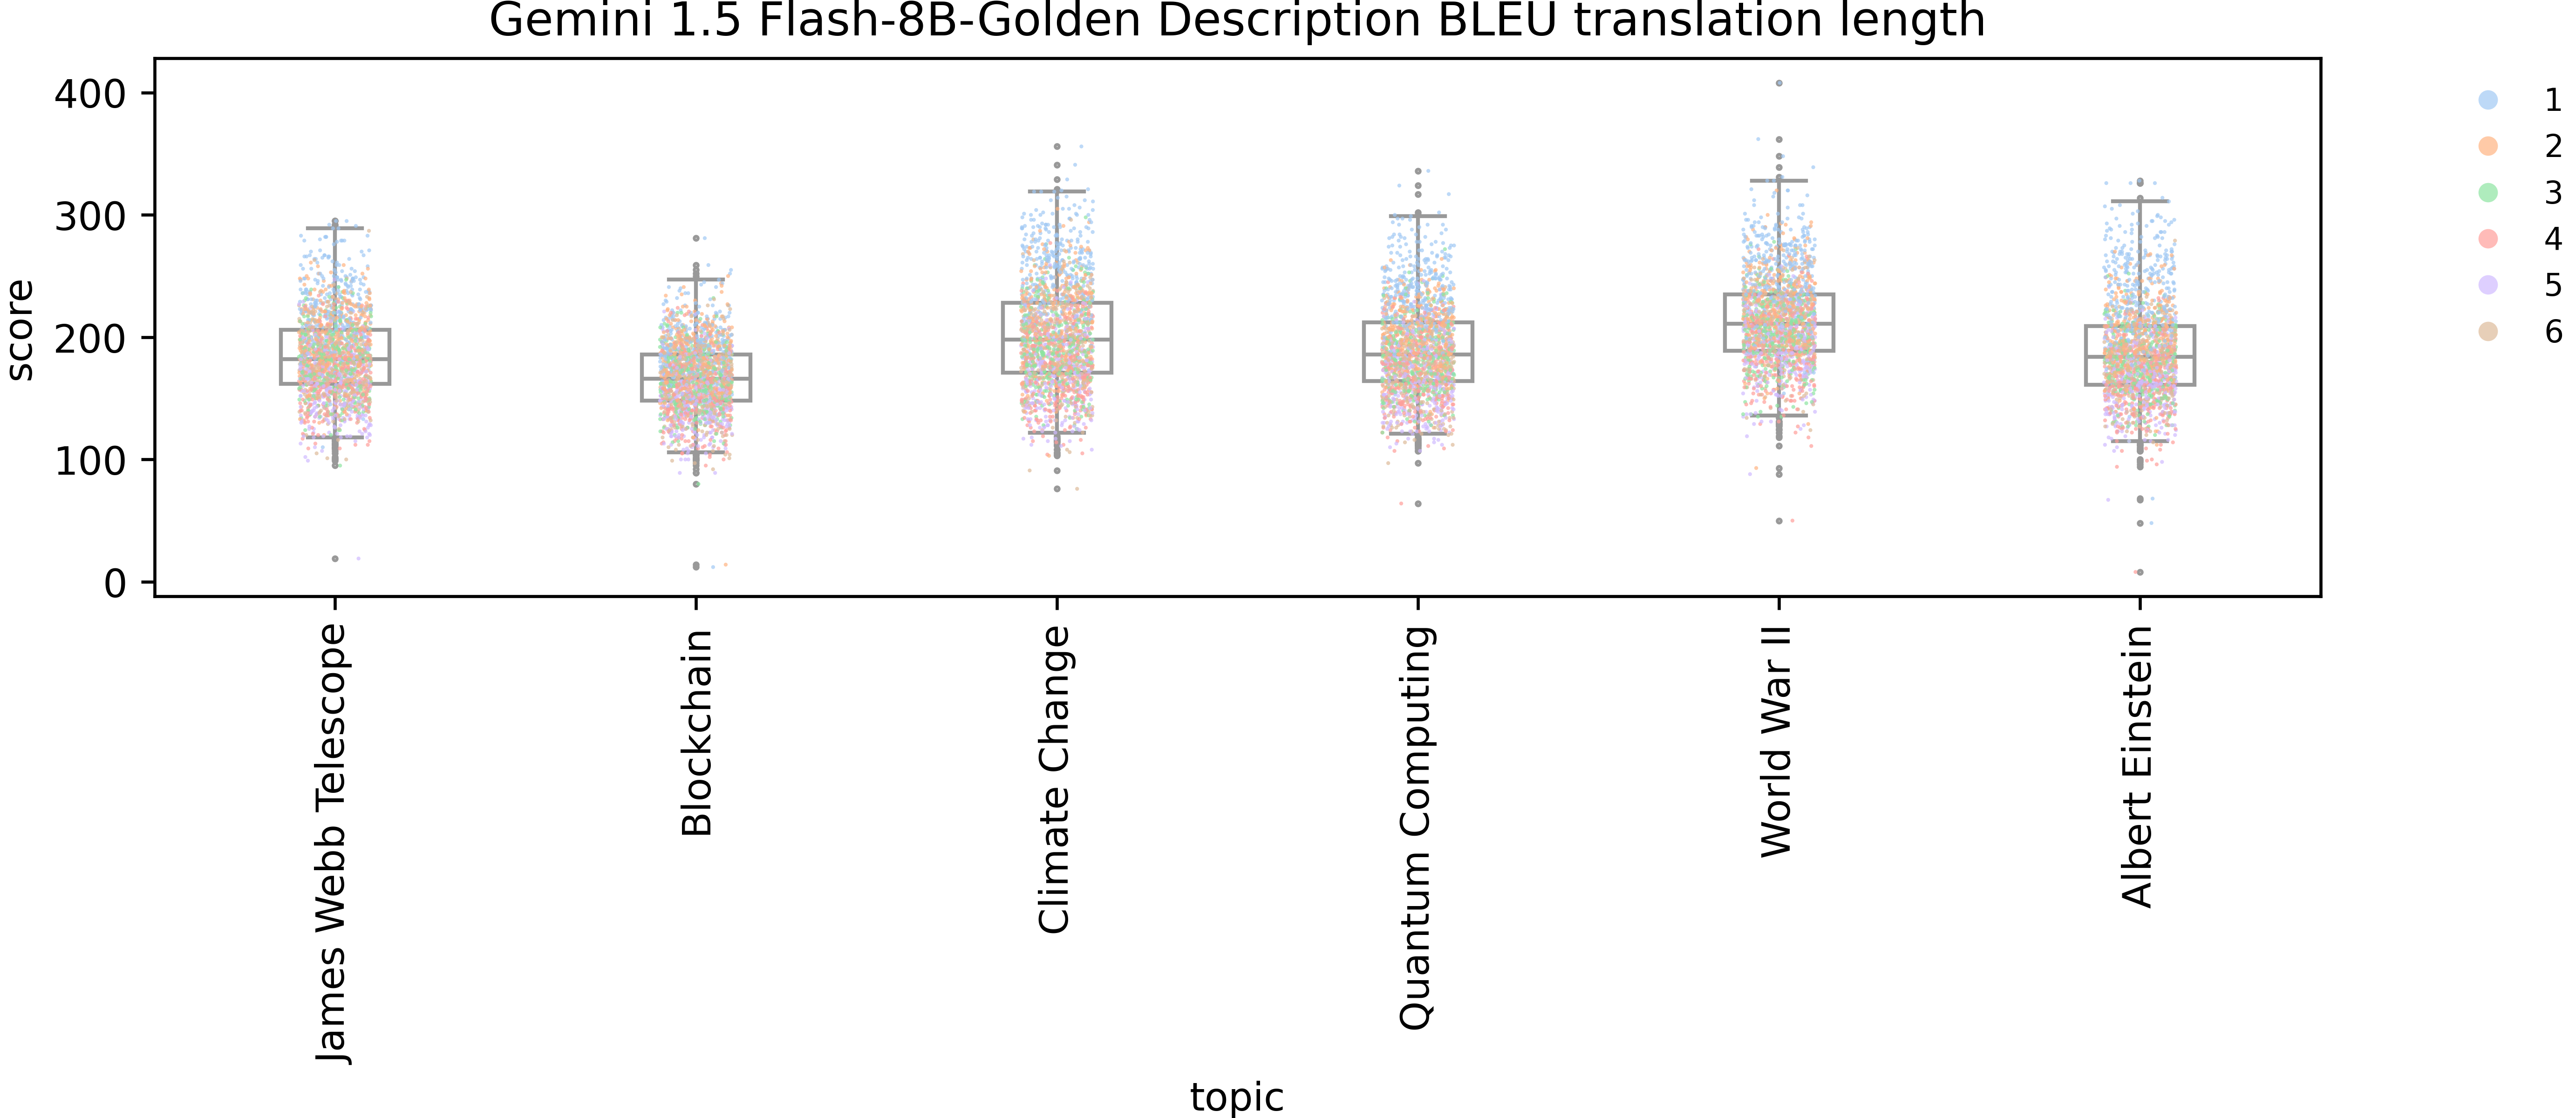 Gemini 1.5 Flash-8B-Golden Description BLEU translation length
score
400
300
200
100
0
James Webb Telescope
Blockchain
Climate Change
Quantum Computing
World War II
Albert Einstein
topic
1
2
3
4
5
6